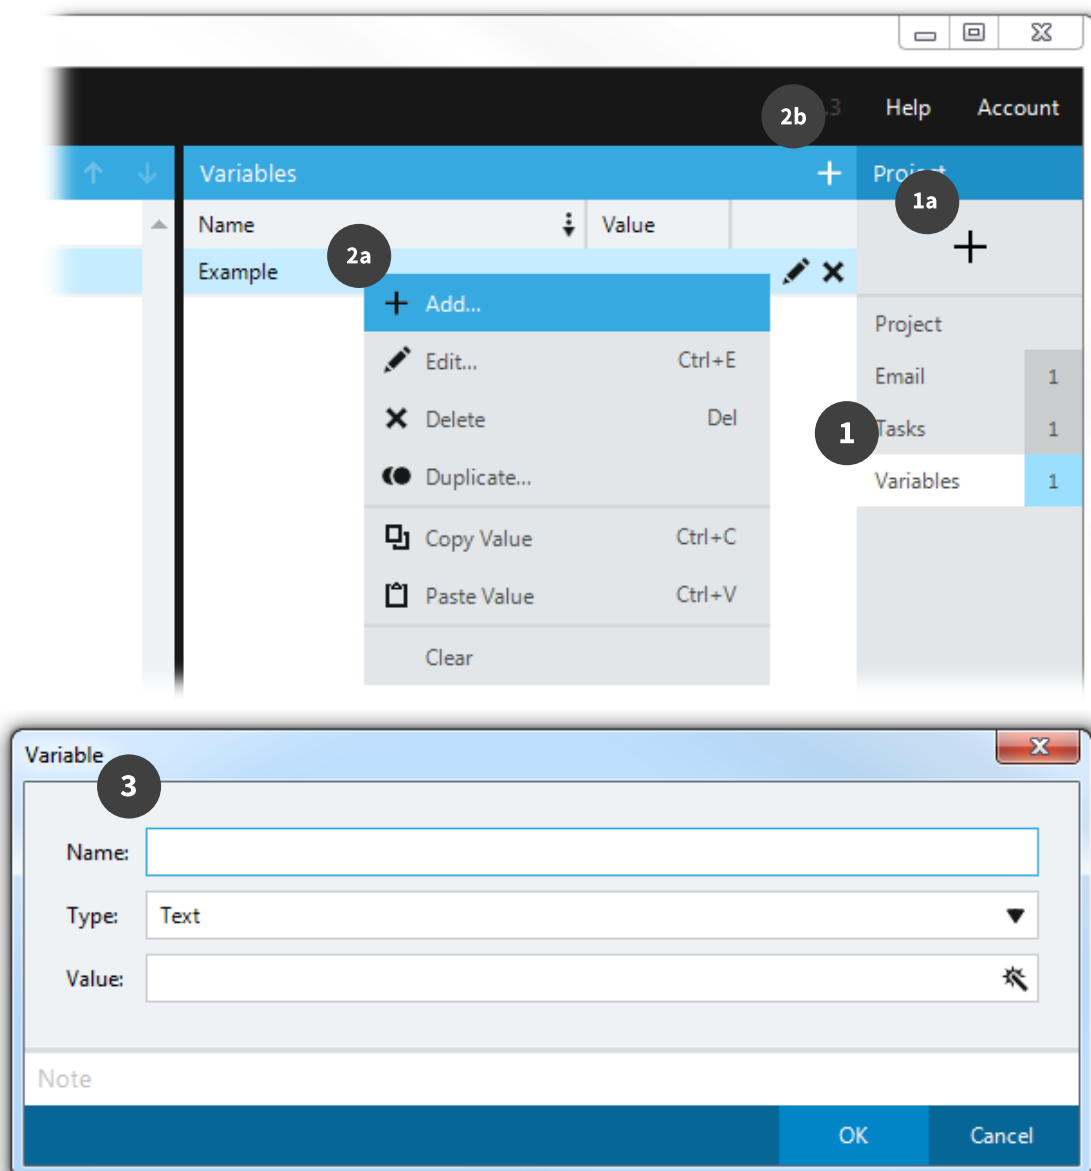 2b
.3
Help
Account
Variables
Project
1a
Name
Value
2a
Example
Add...
Edit...
Ctrl+E
Delete
Del
Duplicate...
Copy Value
Ctrl+C
Paste Value
Ctrl+V
Clear
Project
Email
1
1
Tasks
1
Variables
1
Variable
3
Name:
Type:
Text
Value:
Note
OK
Cancel